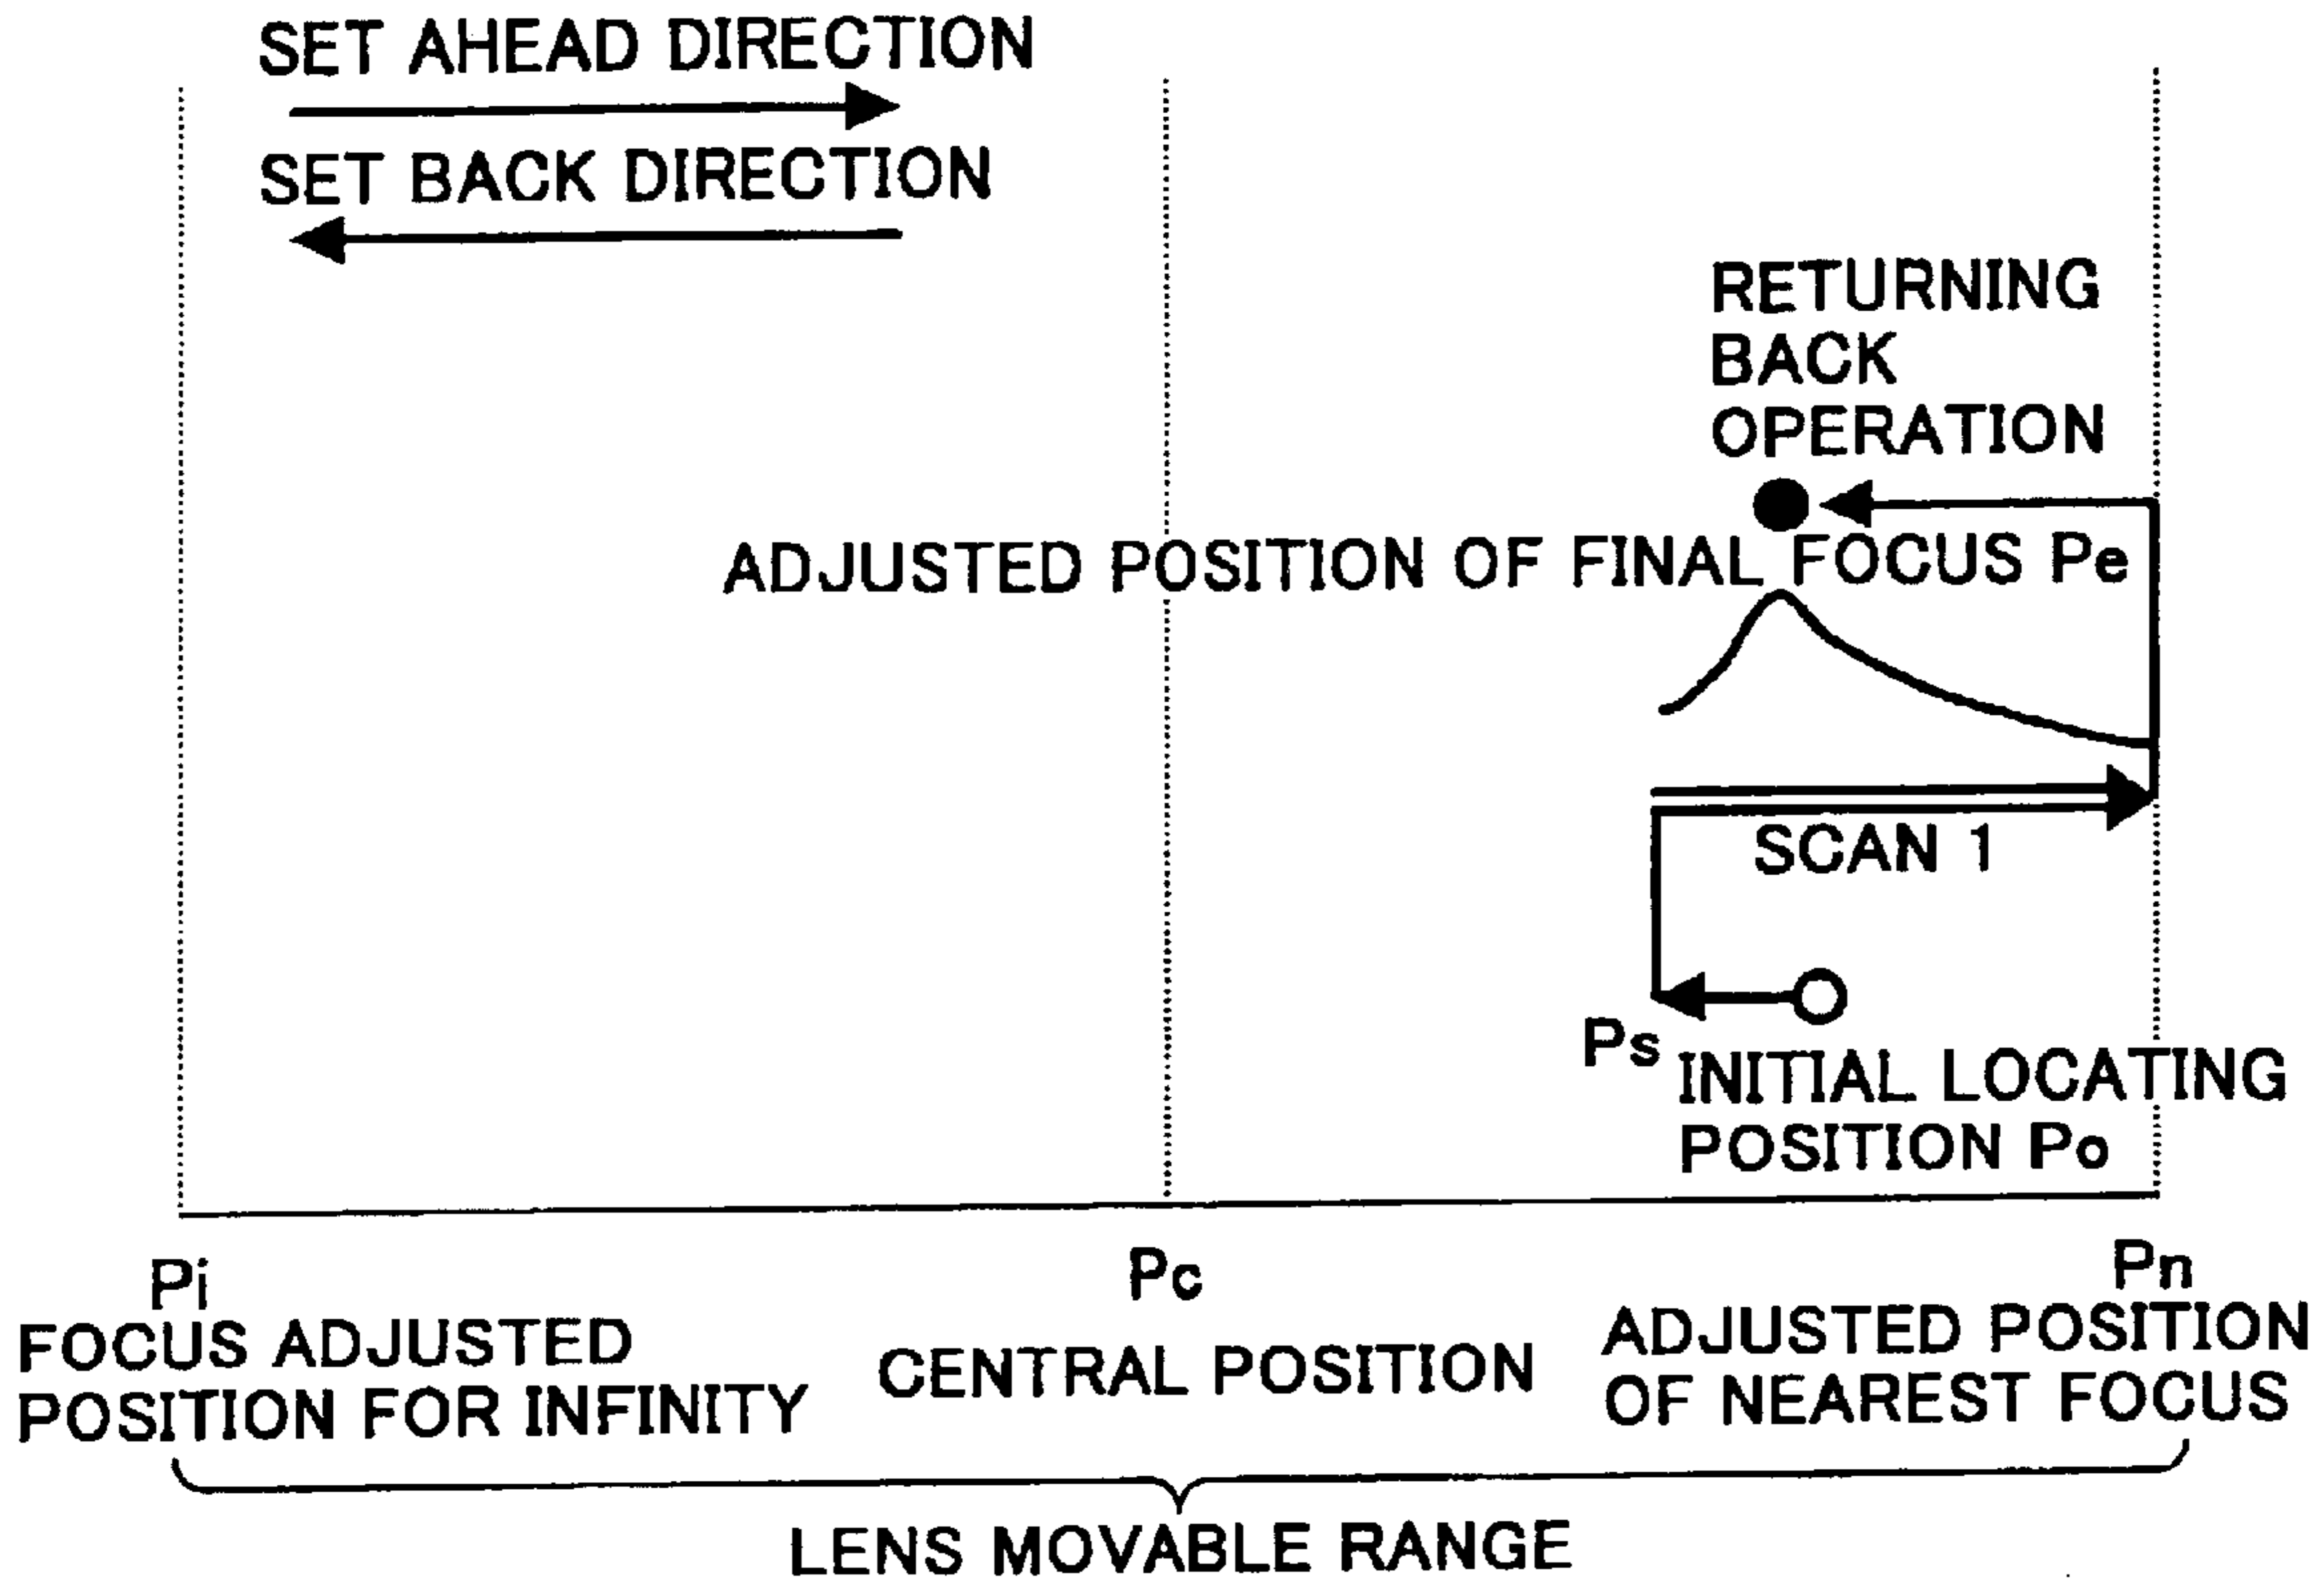 SET AHEAD DIRECTION
SET BACK DIRECTION
RETURNING
BACK
OPERATION
ADJUSTED POSITION OF FINAL FOCUS Pe
SCAN 1
Ps
INITIAL LOCATING
POSITION Po
Pi
FOCUS ADJUSTED
POSITION FOR INFINITY
Pc
CENTRAL POSITION
Pn
ADJUSTED POSITION
OF NEAREST FOCUS
LENS MOVABLE RANGE